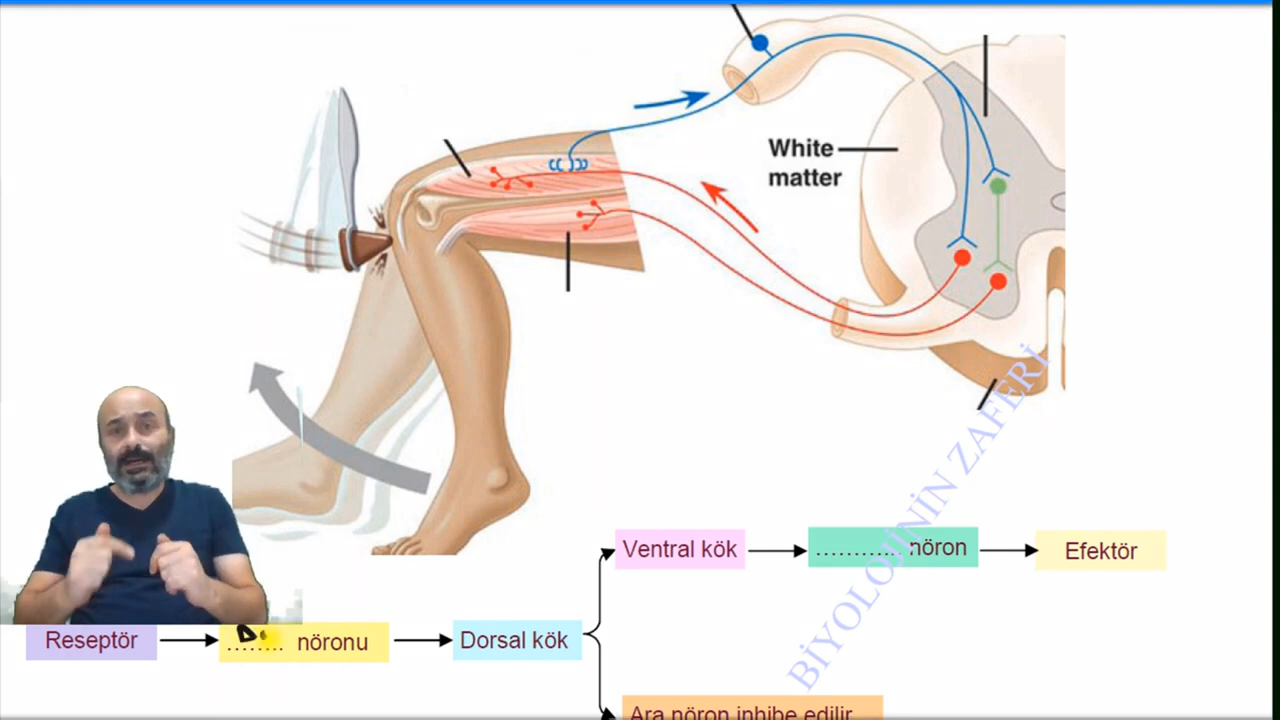 White
matter
BİYOLOJİNİN ZAFERİ
Ventral kök
............ nöron
Efektör
Reseptör
D. ........ nöronu
Dorsal kök
Ara nöron inhibe edilir